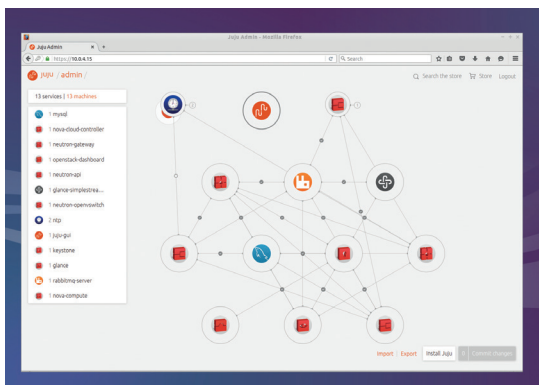 Juju Admin - Mozilla Firefox
Juju Admin
https://10.0.4.15
Search
juju / admin /
Search the store
Store
Logout
13 services | 13 machines
1 mysql
1 nova-cloud-controller
1 neutron-gateway
1 openstack-dashboard
1 neutron-api
1 glance-simplestrea...
1 neutron-openvswitch
2 ntp
1 juju-gui
1 keystone
1 glance
1 rabbitmq-server
1 nova-compute
Import / Export
Install Juju
Commit changes